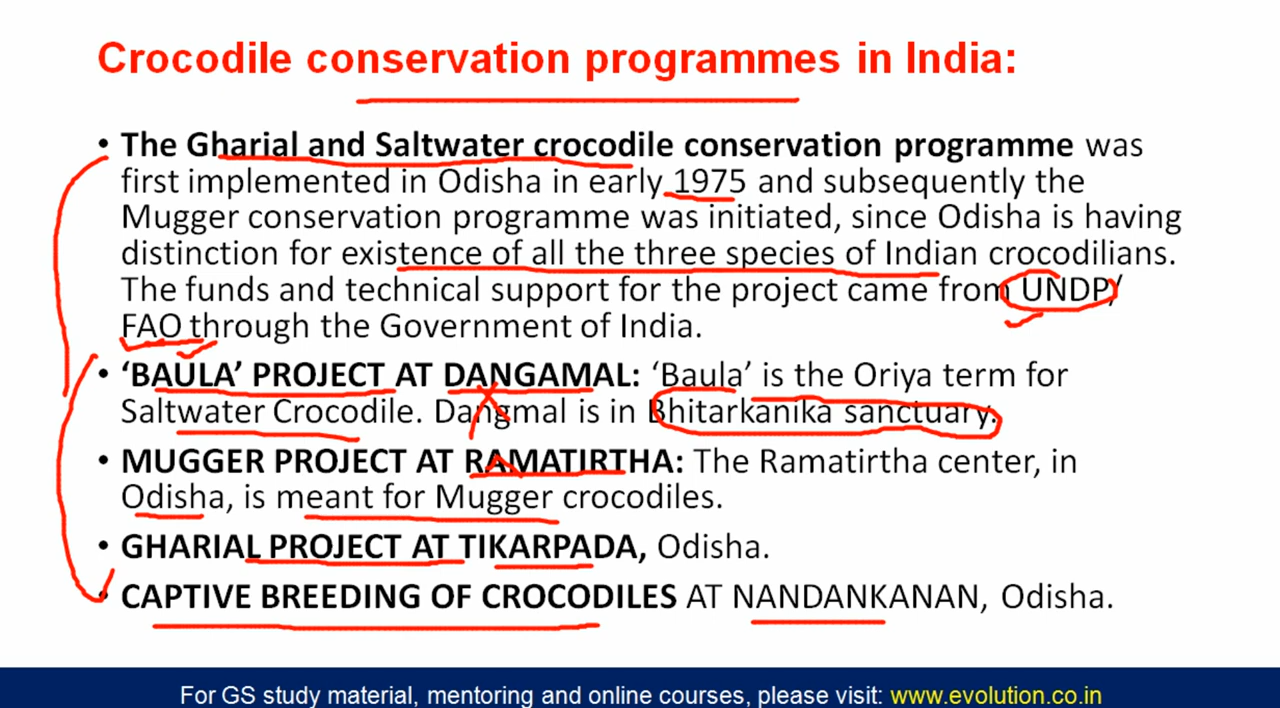 Crocodile conservation programmes in India:
• The Gharial and Saltwater crocodile conservation programme was
first implemented in Odisha in early 1975 and subsequently the
Mugger conservation programme was initiated, since Odisha is having
distinction for existence of all the three species of Indian crocodilians.
The funds and technical support for the project came from UNDP/
FAO through the Government of India.
• ‘BAULA’ PROJECT AT DANGAMAL: ‘Baula’ is the Oriya term for
Saltwater Crocodile. Dangmal is in Bhitarkanika sanctuary.
• MUGGER PROJECT AT RAMATIRTHA: The Ramatirtha center, in
Odisha, is meant for Mugger crocodiles.
• GHARIAL PROJECT AT TIKARPADA, Odisha.
• CAPTIVE BREEDING OF CROCODILES AT NANDANKANAN, Odisha.
For GS study material, mentoring and online courses, please visit: www.evolution.co.in